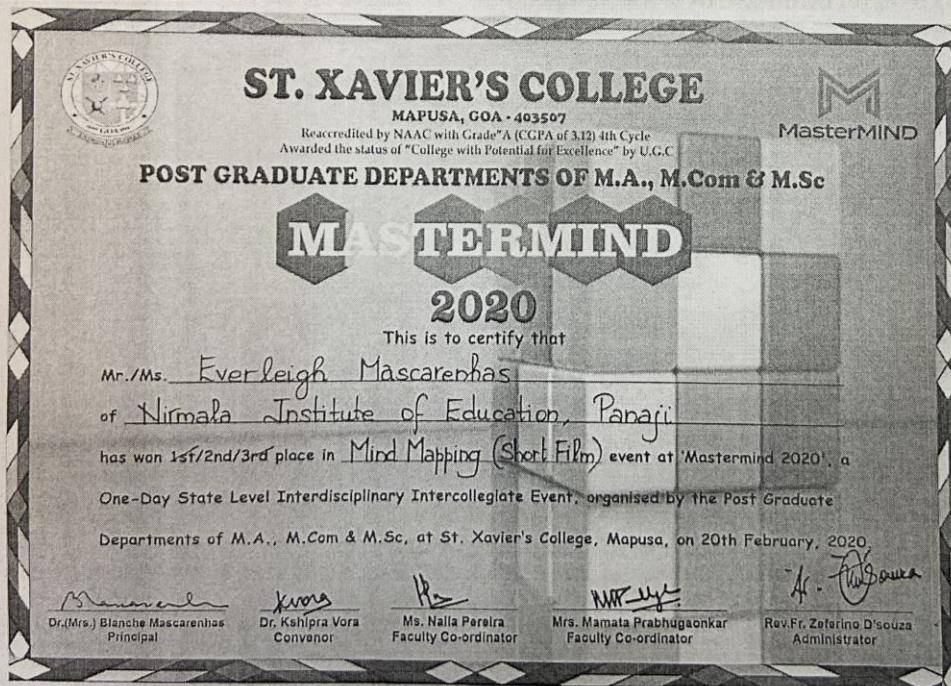 ST. XAVIER'S COLLEGE
MAPUSA, GOA - 403507
Reaccredited by NAAC with Grade"A (CGPA of 3.12) 4th Cycle
Awarded the status of "College with Potential for Excellence" by U.G.C
MasterMIND
POST GRADUATE DEPARTMENTS OF M.A., M.Com & M.Sc
MASTERMIND
2020
This is to certify that
Mr./Ms. Everleigh Mascarenhas
of Nirmala Institute of Education, Panaji
has won 1st/2nd/3rd place in Mind Mapping (Short Film) event at 'Mastermind 2020', a
One-Day State Level Interdisciplinary Intercollegiate Event, organised by the Post Graduate
Departments of M.A., M.Com & M.Sc, at St. Xavier's College, Mapusa, on 20th February, 2020.
Dr.(Mrs.) Blanche Mascarenhas
Principal
Dr. Kshipra Vora
Convenor
Ms. Naila Pereira
Faculty Co-ordinator
Mrs. Mamata Prabhugaonkar
Faculty Co-ordinator
Rev.Fr. Zeferino D'souza
Administrator